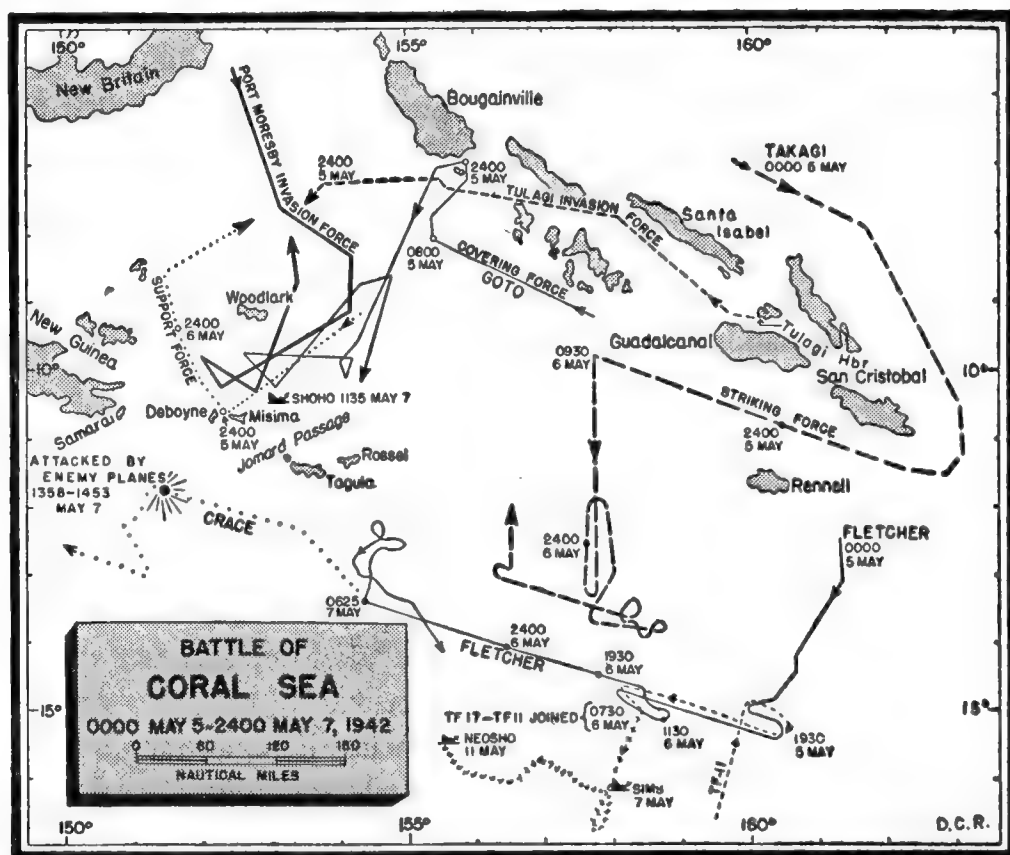 150°
155°
160°
New Britain
PORT MORESBY INVASION FORCE
Bougainville
2400
5 MAY
2400
5 MAY
TAKAGI
0000 6 MAY
TULAGI INVASION FORCE
Santa
Isabel
0800
5 MAY
COVERING FORCE
GOTO
SUPPORT FORCE
Woodlark
2400
6 MAY
New
Guinea
Guadalcanal
Tulagi Hbr
San Cristobal
10°
0930
6 MAY
10°
SHOHO 1135 MAY 7
STRIKING FORCE
2400
5 MAY
Deboyne
Misima
Samarai
2400
5 MAY
Jomard Passage
Rossel
Tagula
Rennell
ATTACKED BY
ENEMY PLANES
1358-1453
MAY 7
CRACE
FLETCHER
0000
5 MAY
2400
6 MAY
0625
7 MAY
2400
6 MAY
FLETCHER
1930
6 MAY
BATTLE OF
CORAL SEA
0000 MAY 5-2400 MAY 7, 1942
0 60 120 180
NAUTICAL MILES
TF 17-TF 11 JOINED
0730
6 MAY
1130
6 MAY
15°
15°
1930
5 MAY
NEOSHO
11 MAY
SIMS
7 MAY
TF-11
150°
155°
160°
D.C.R.